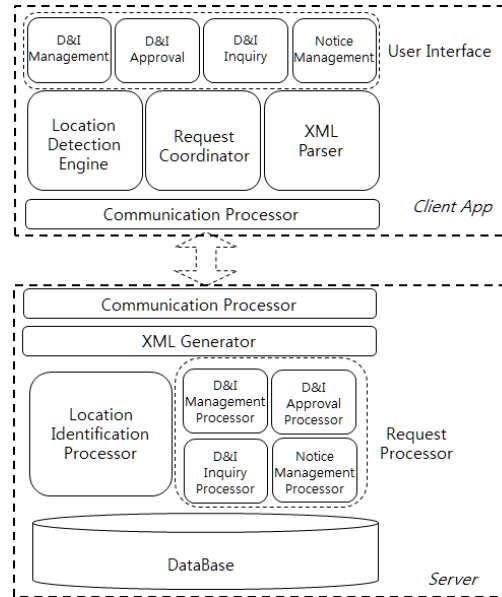 D&I
Management
D&I
Approval
D&I
Inquiry
Notice
Management
User Interface
Location
Detection
Engine
Request
Coordinator
XML
Parser
Communication Processor
Client App
Communication Processor
XML Generator
Location
Identification
Processor
D&I
Management
Processor
D&I
Approval
Processor
D&I
Inquiry
Processor
Notice
Management
Processor
Request
Processor
DataBase
Server